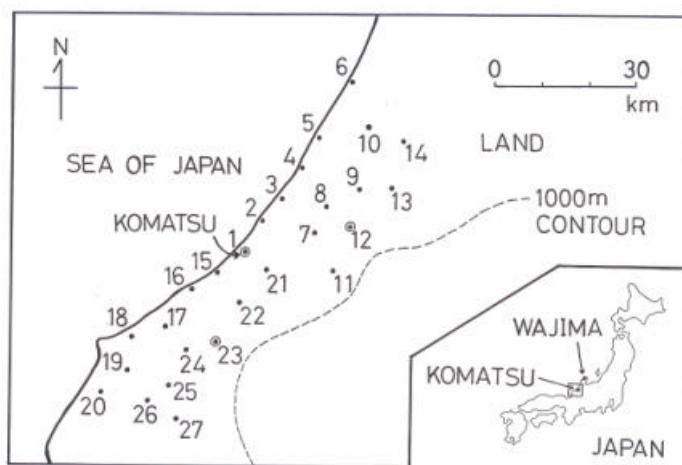 N
6
0 30
km
5
10
14
LAND
SEA OF JAPAN
4
3
9
13
8
1000m
CONTOUR
2
KOMATSU
7
12
1
15
21
11
16
22
18
17
23
WAJIMA
19
24
KOMATSU
20
25
26
27
JAPAN